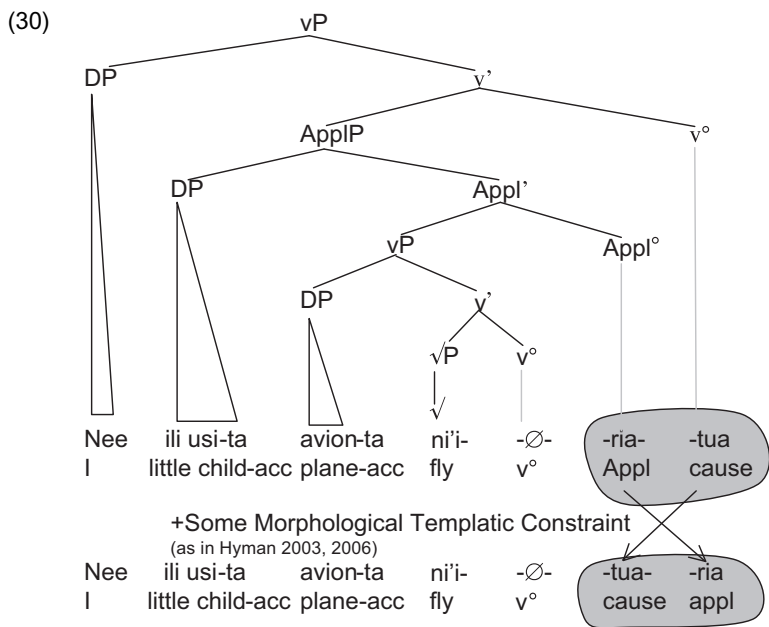 (30)
vP
DP v’
ApplP v°
DP Appl’
vP Appl°
DP v’
√P v°
√
Nee ili usi-ta avion-ta ni'i- -∅- -ria- -tua
I little child-acc plane-acc fly v° Appl cause
+Some Morphological Templatic Constraint
(as in Hyman 2003, 2006)
Nee ili usi-ta avion-ta ni'i- -∅- -tua- -ria
I little child-acc plane-acc fly v° cause appl